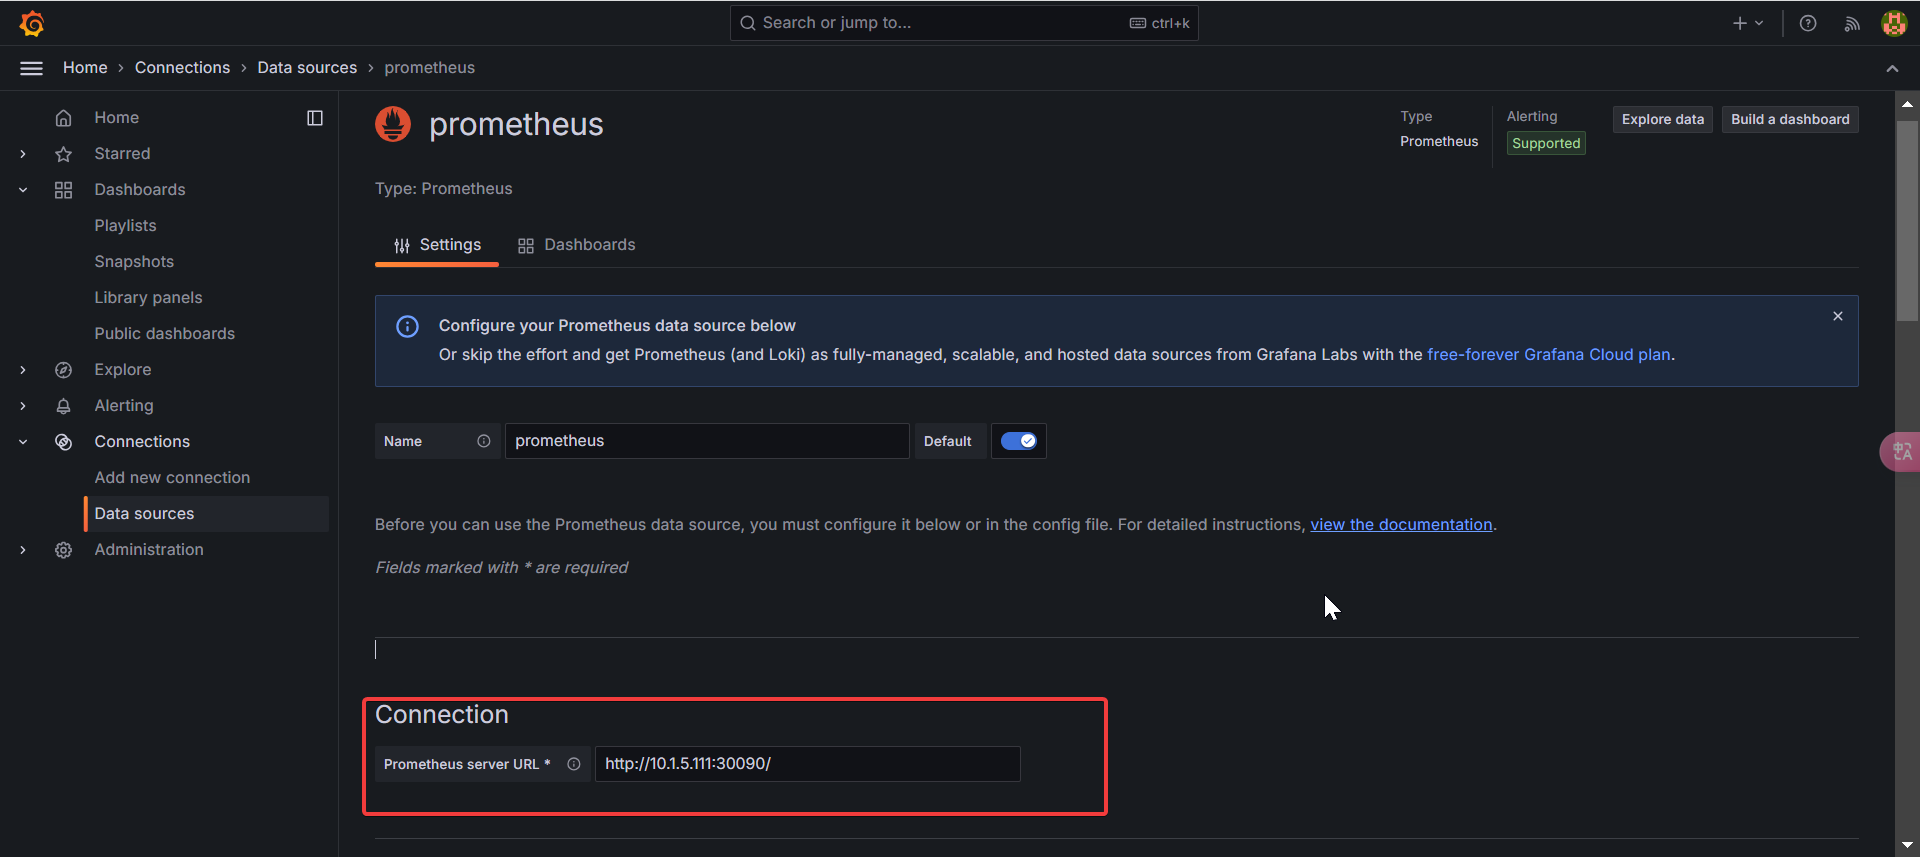 Search or jump to...
ctrl+k
Home > Connections > Data sources > prometheus
Home
Starred
Dashboards
Playlists
Snapshots
Library panels
Public dashboards
Explore
Alerting
Connections
Add new connection
Data sources
Administration
prometheus
Type
Prometheus
Alerting
Supported
Explore data
Build a dashboard
Type: Prometheus
Settings
Dashboards
Configure your Prometheus data source below
Or skip the effort and get Prometheus (and Loki) as fully-managed, scalable, and hosted data sources from Grafana Labs with the free-forever Grafana Cloud plan.
Name
prometheus
Default
Before you can use the Prometheus data source, you must configure it below or in the config file. For detailed instructions, view the documentation.
Fields marked with * are required
Connection
Prometheus server URL *
http://10.1.5.111:30090/